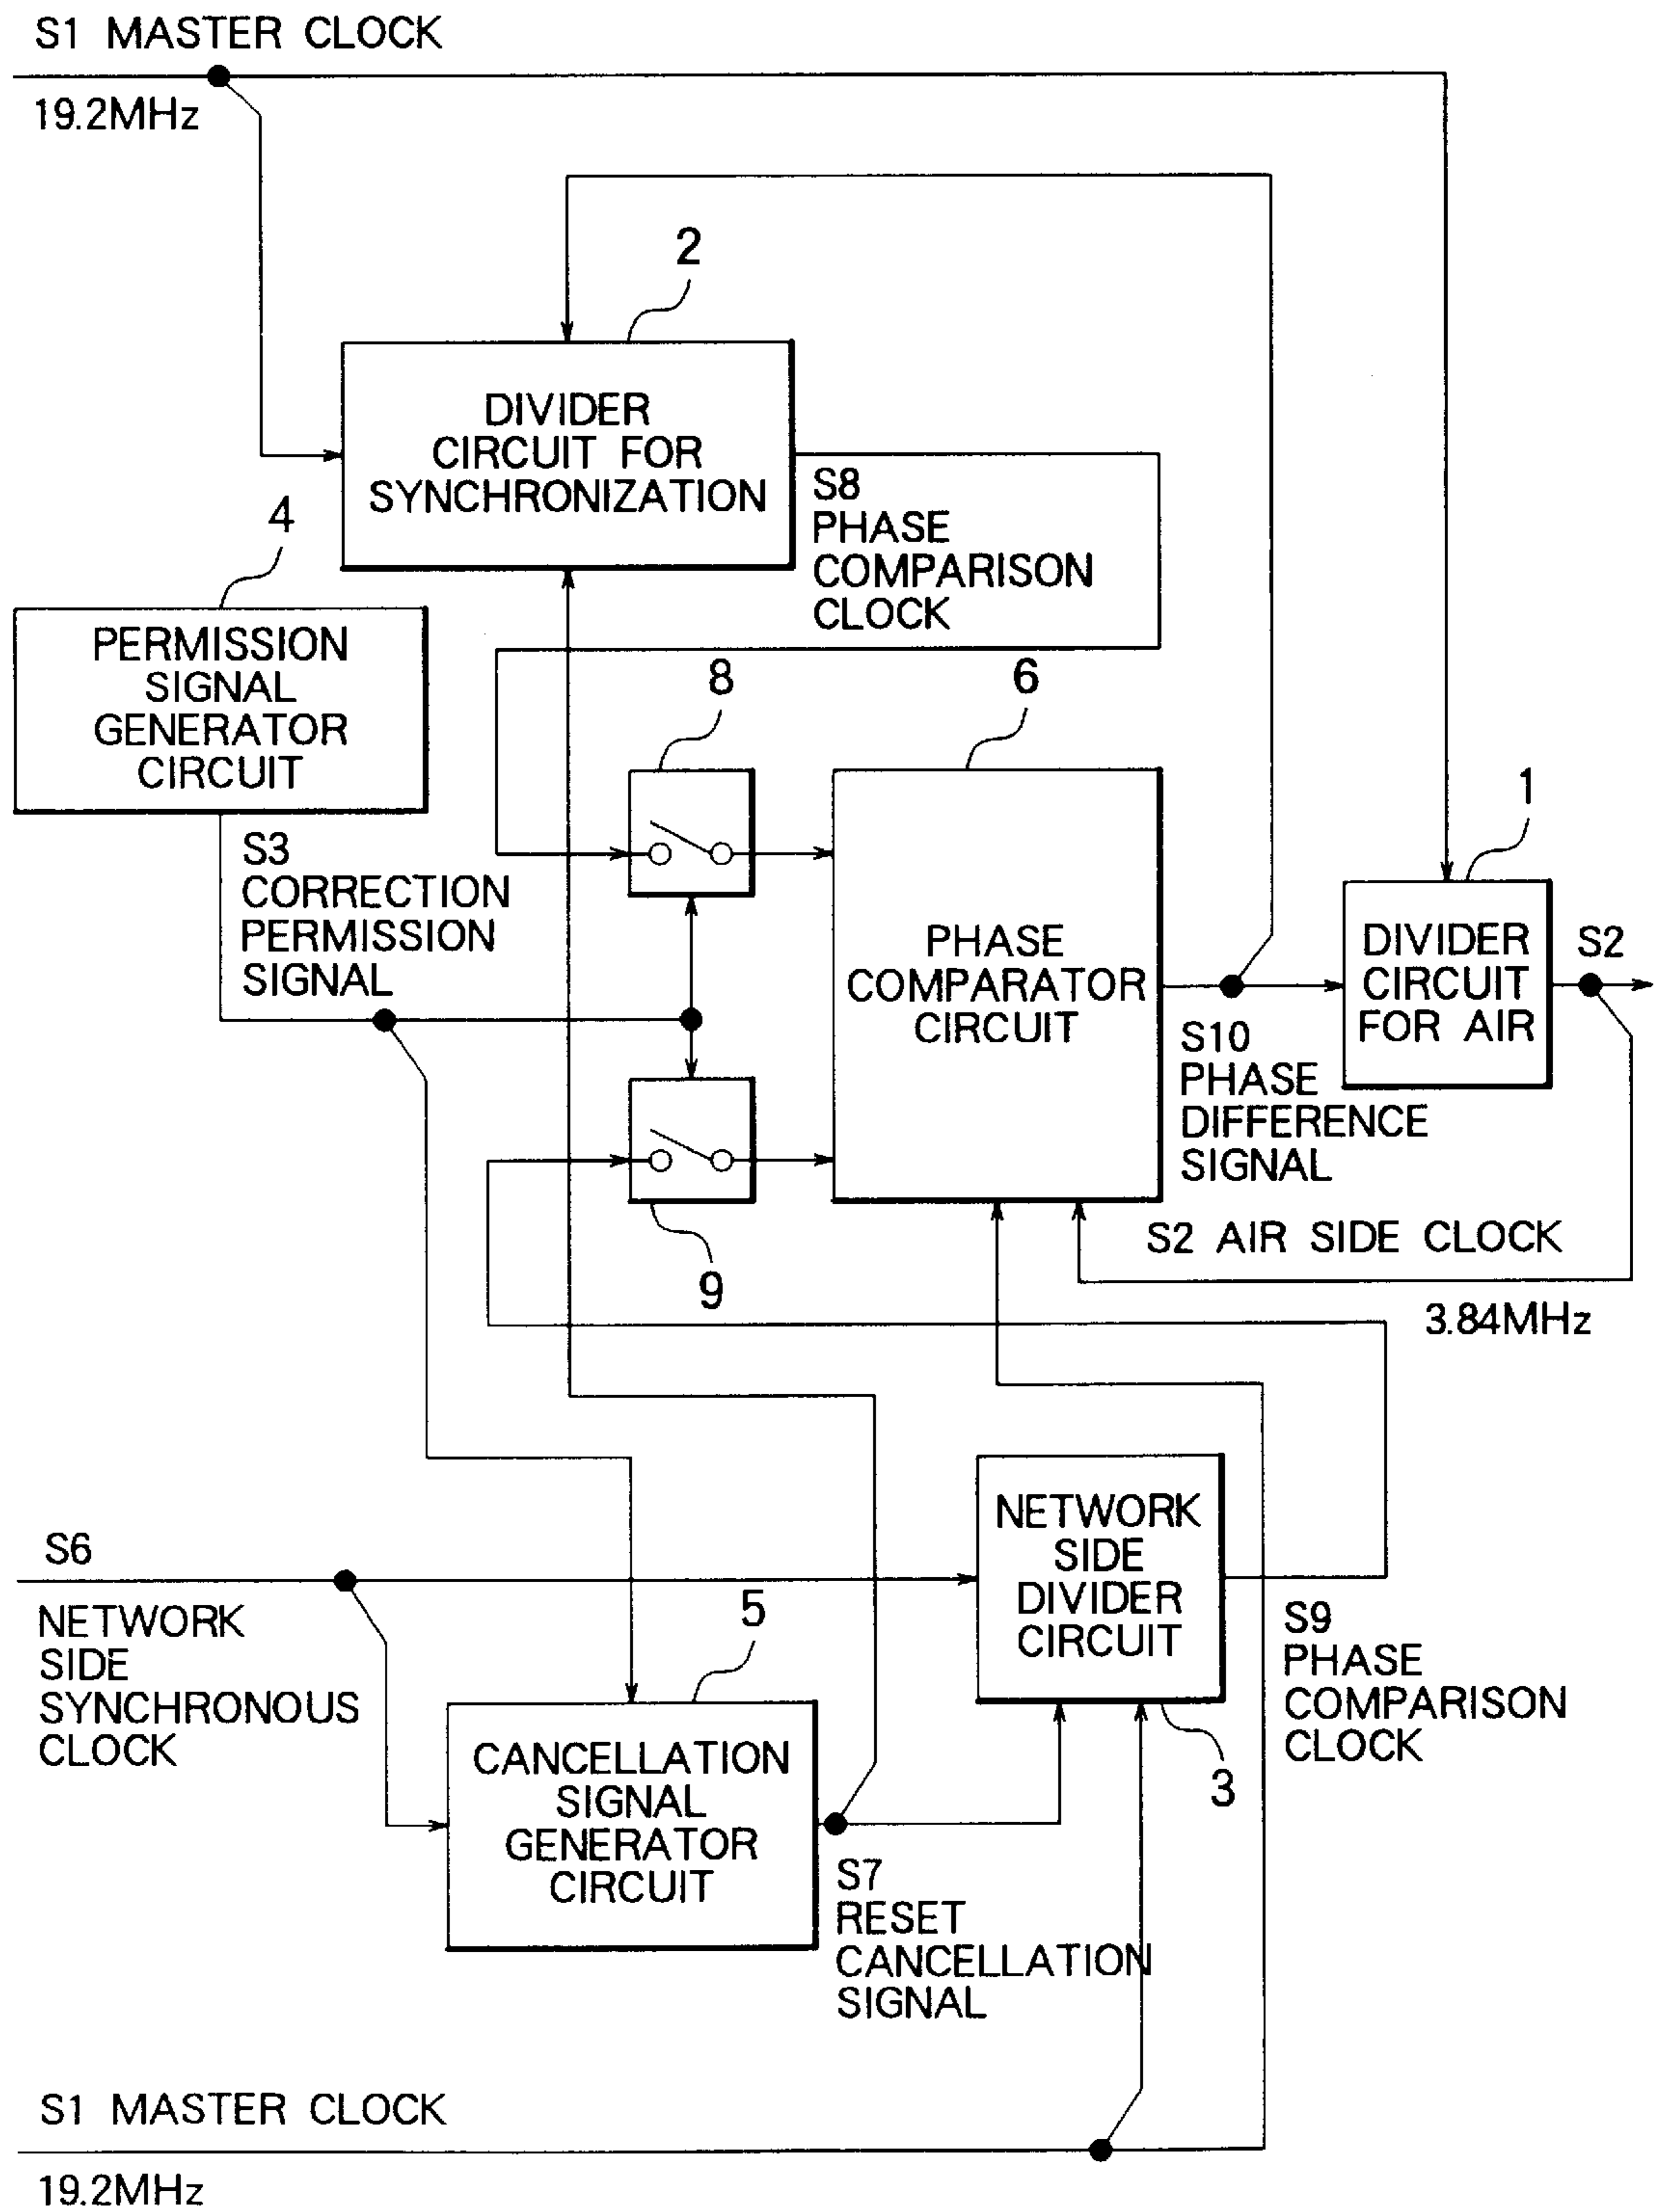 S1 MASTER CLOCK
19.2MHz
2
DIVIDER
CIRCUIT FOR
SYNCHRONIZATION
S8
PHASE
COMPARISON
CLOCK
4
PERMISSION
SIGNAL
GENERATOR
CIRCUIT
8
6
1
S3
CORRECTION
PERMISSION
SIGNAL
PHASE
COMPARATOR
CIRCUIT
DIVIDER
CIRCUIT
FOR AIR
S2
S10
PHASE
DIFFERENCE
SIGNAL
9
S2 AIR SIDE CLOCK
3.84MHz
S6
NETWORK
SIDE
SYNCHRONOUS
CLOCK
NETWORK
SIDE
DIVIDER
CIRCUIT
3
S9
PHASE
COMPARISON
CLOCK
5
CANCELLATION
SIGNAL
GENERATOR
CIRCUIT
S7
RESET
CANCELLATION
SIGNAL
S1 MASTER CLOCK
19.2MHz